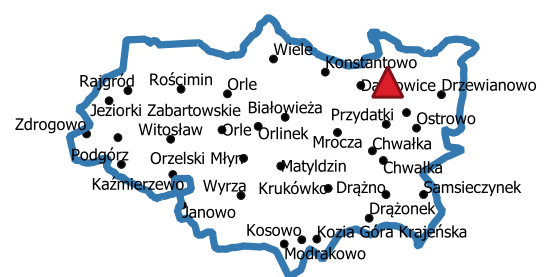 Wiele
Konstantowo
Rajgród
Rościmin
Orle
Drzewianowo
Jeziorki Zabartowskie
Białowieża
Przydatki
Ostrowo
Zdrogowo
Witosław
Orle
Orlinek
Mrocza
Chwałka
Podgórz
Orzelski Młyn
Matyldzin
Chwałka
Kaźmierzewo
Wyrza
Krukówko
Drążno
Samsieczynek
Janowo
Drążonek
Kosowo
Kozia Góra Krajeńska
Modrakowo